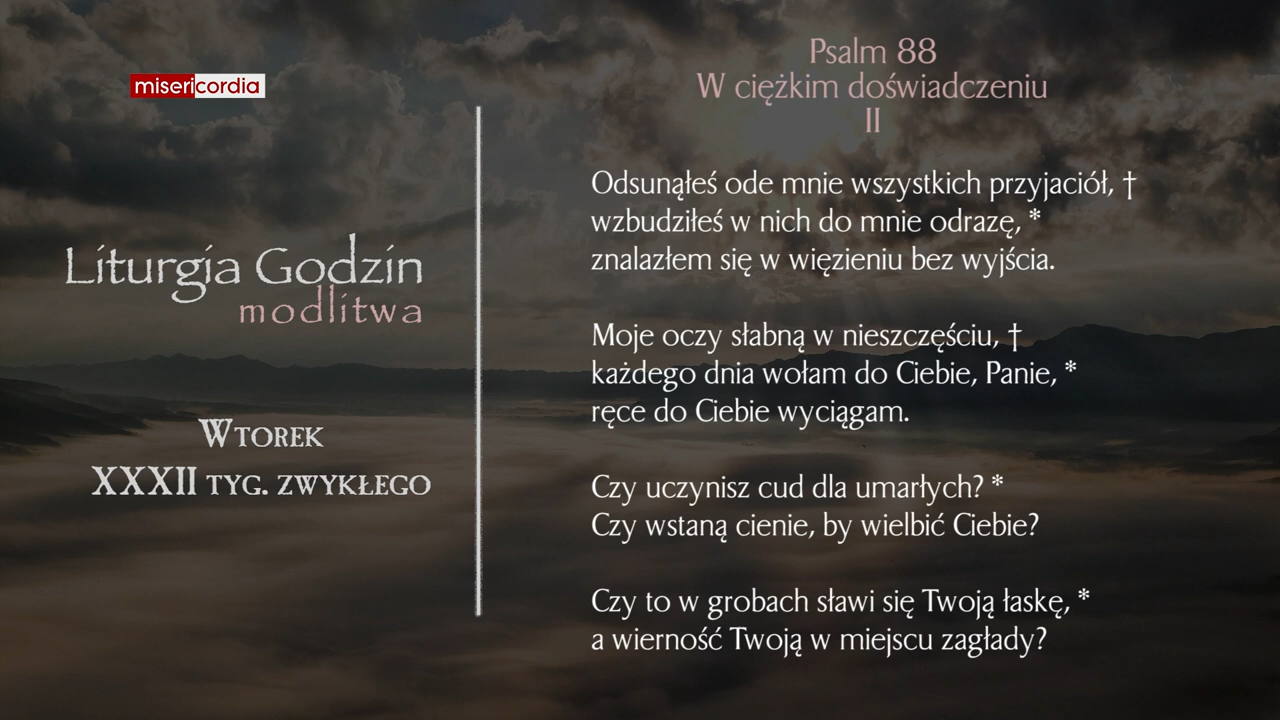 misericordia
Liturgia Godzin
modlitwa
Wtorek
XXXII tyg. zwykłego
Psalm 88
W ciężkim doświadczeniu
II
Odsunąłeś ode mnie wszystkich przyjaciół, †
wzbudziłeś w nich do mnie odrazę, *
znalazłem się w więzieniu bez wyjścia.
Moje oczy słabną w nieszczęściu, †
każdego dnia wołam do Ciebie, Panie, *
ręce do Ciebie wyciągam.
Czy uczynisz cud dla umarłych? *
Czy wstaną cienie, by wielbić Ciebie?
Czy to w grobach sławi się Twoją łaskę, *
a wierność Twoją w miejscu zagłady?